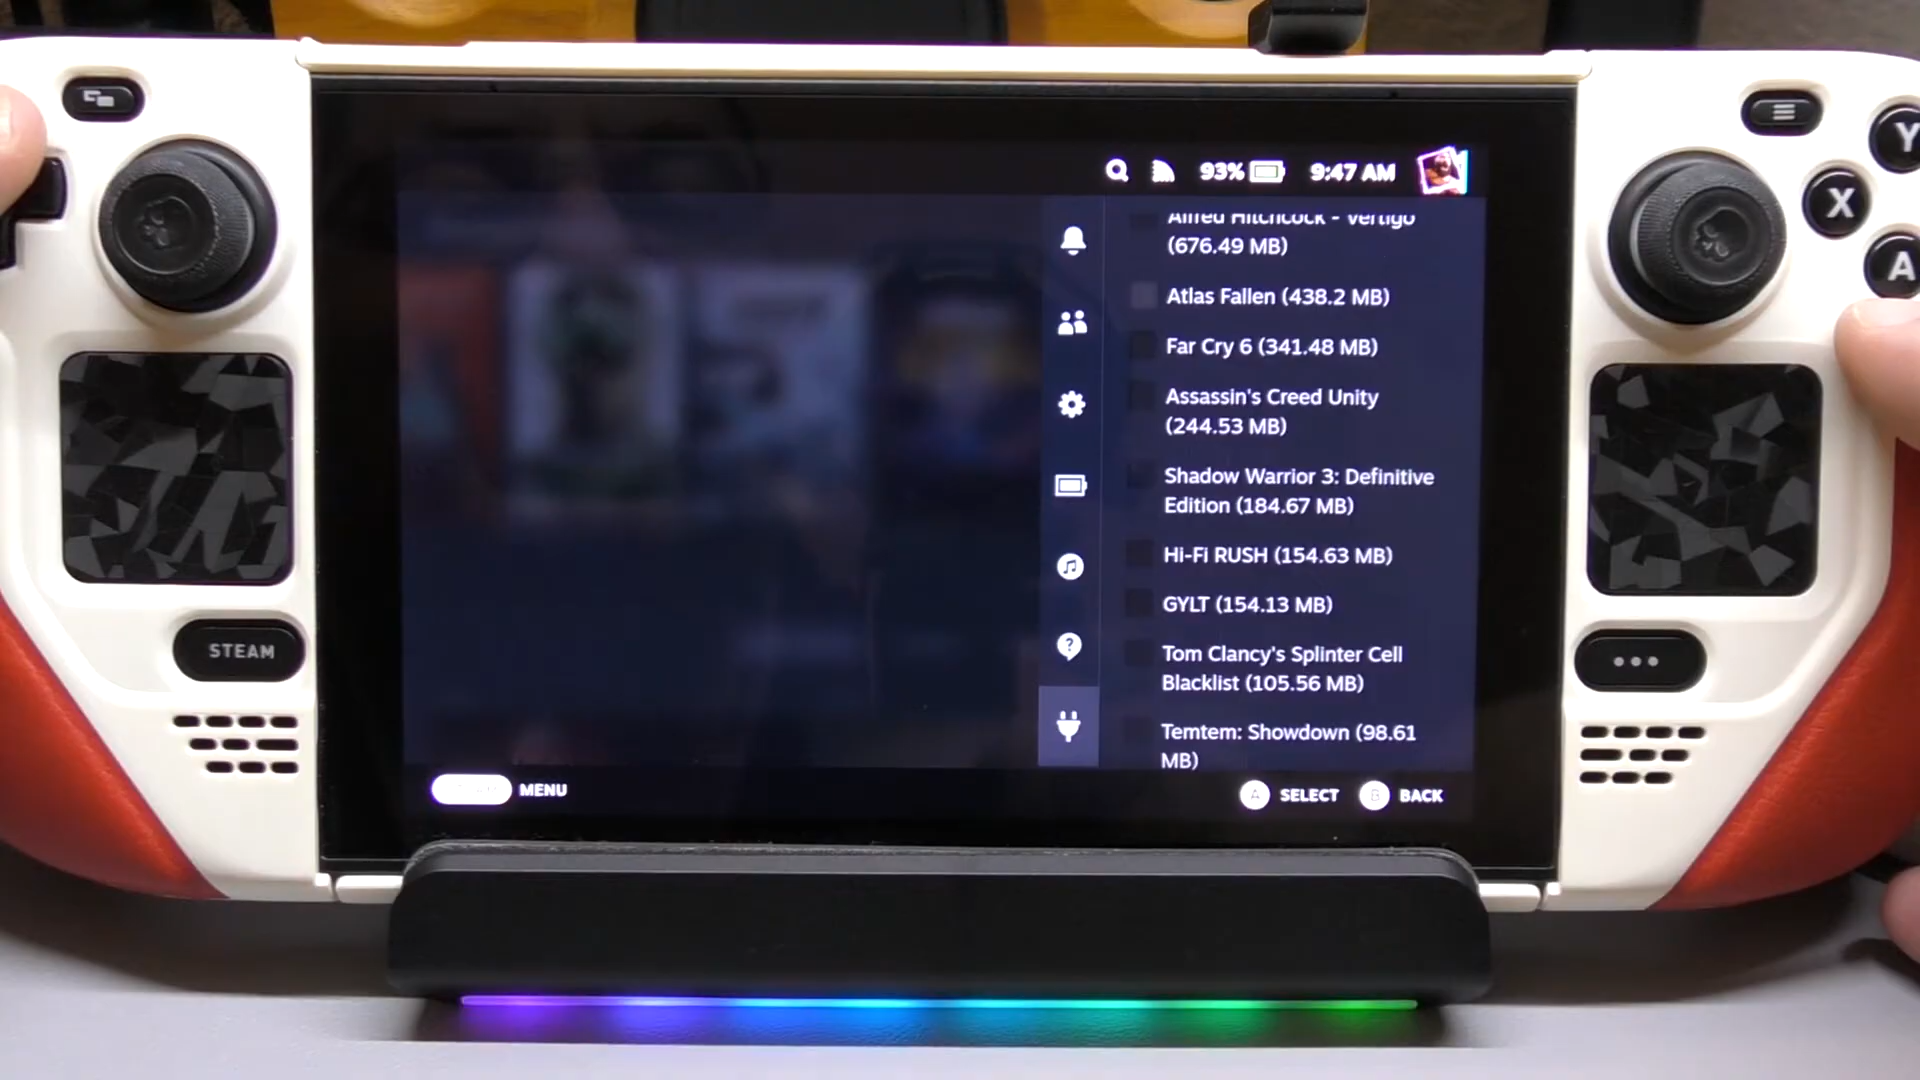 93%
9:47 AM
Alfred Hitchcock - Vertigo
(676.49 MB)
Atlas Fallen (438.2 MB)
Far Cry 6 (341.48 MB)
Assassin's Creed Unity
(244.53 MB)
Shadow Warrior 3: Definitive
Edition (184.67 MB)
Hi-Fi RUSH (154.63 MB)
GYLT (154.13 MB)
Tom Clancy's Splinter Cell
Blacklist (105.56 MB)
Temtem: Showdown (98.61
MB)
MENU
A SELECT B BACK
STEAM
Y
X
A